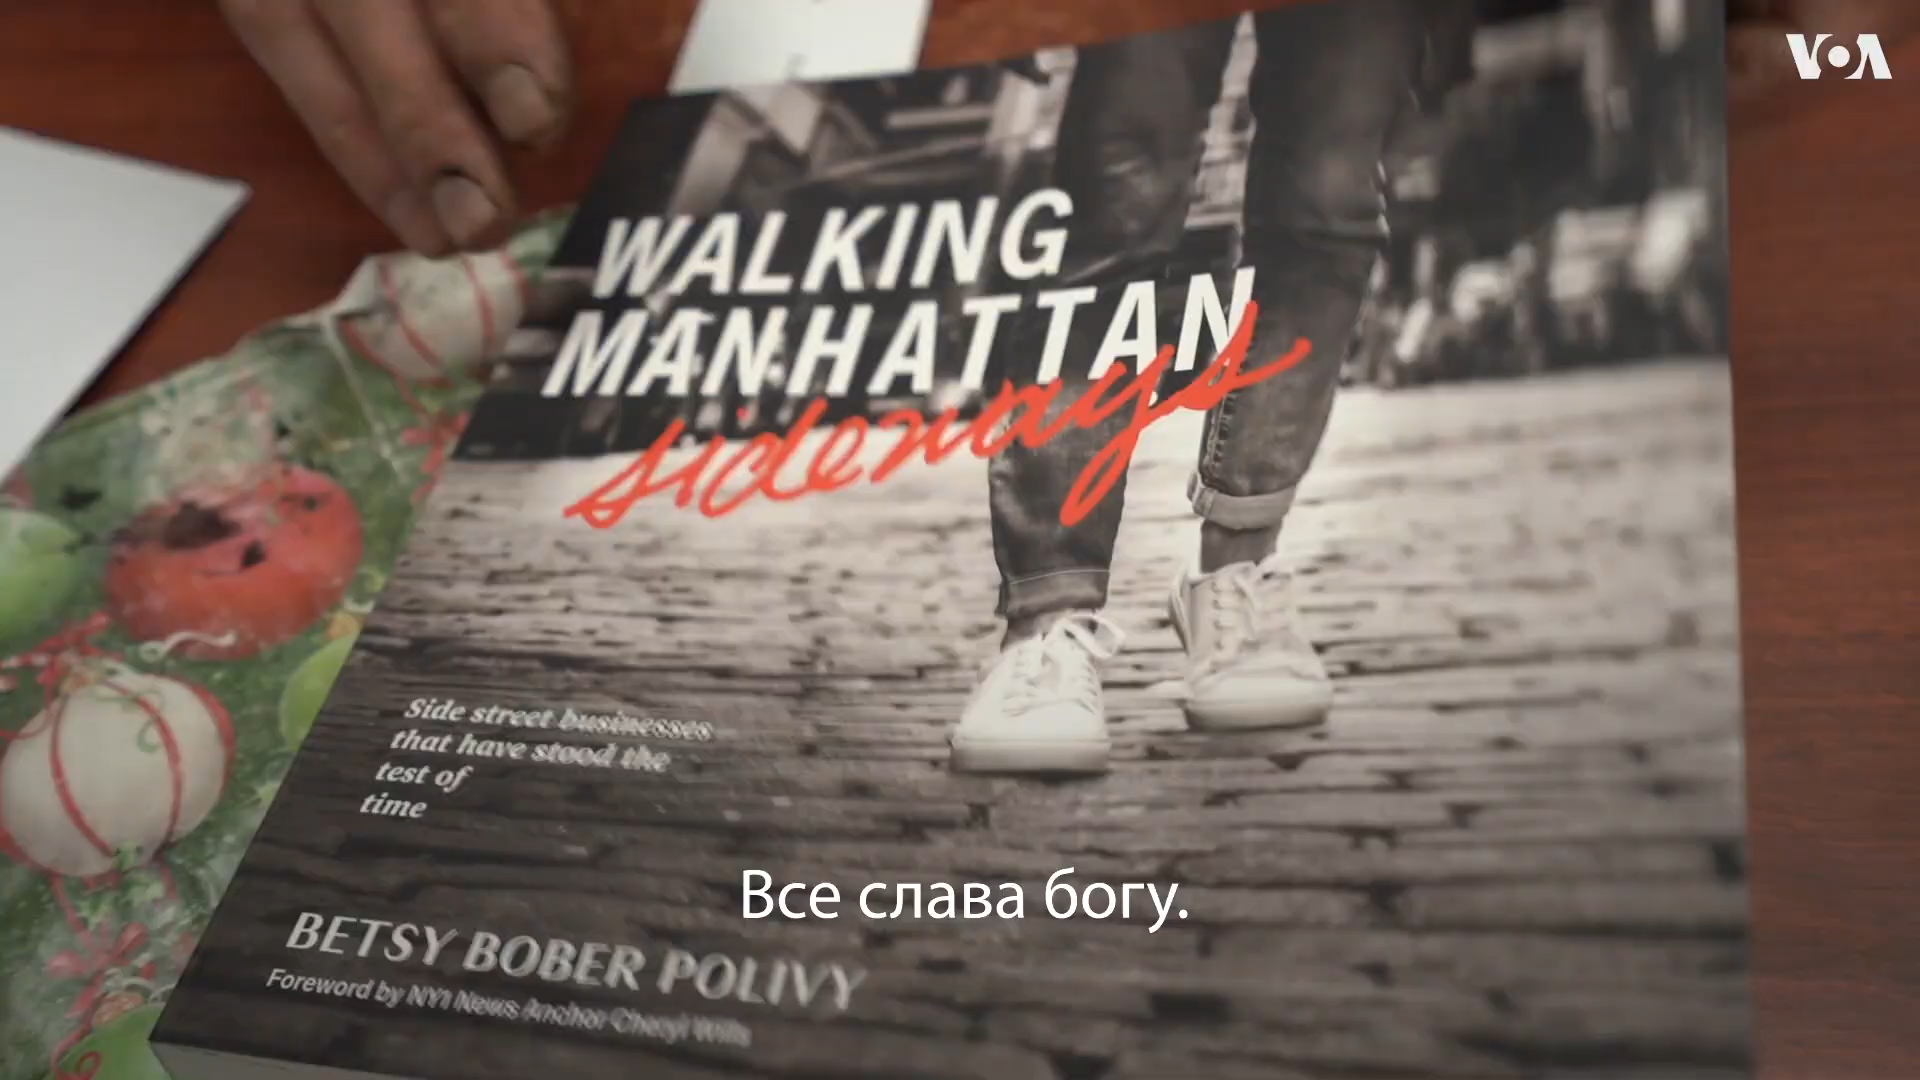 VOA
WALKING
MANHATTAN
sideways
Side street businesses
that have stood the
test of
time
Все слава богу.
BETSY BOBER POLIVY
Foreword by NY1 News Anchor Cheryl Wills